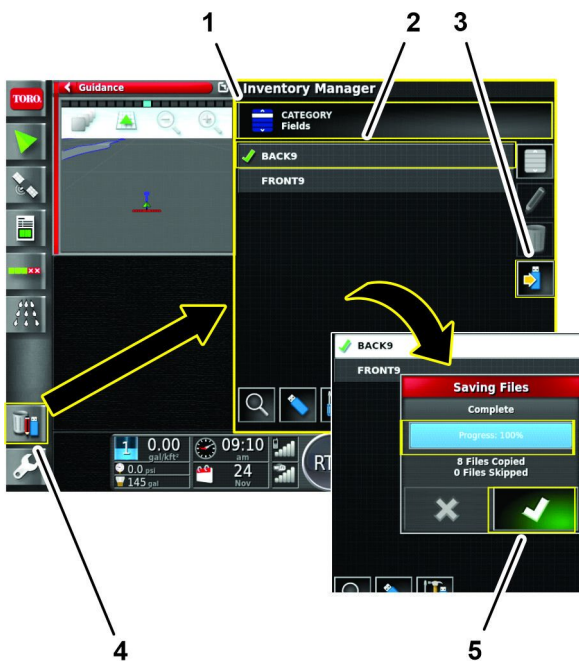 1
2
3
TORO.
Guidance
Inventory Manager
CATEGORY
Fields
BACK9
FRONT9
BACK9
FRONT9
Saving Files
Complete
Progress: 100%
8 Files Copied
0 Files Skipped
1
0.00
gal/kft²
0.0 psi
145 gal
09:10
am
24
Nov
RT
4
5